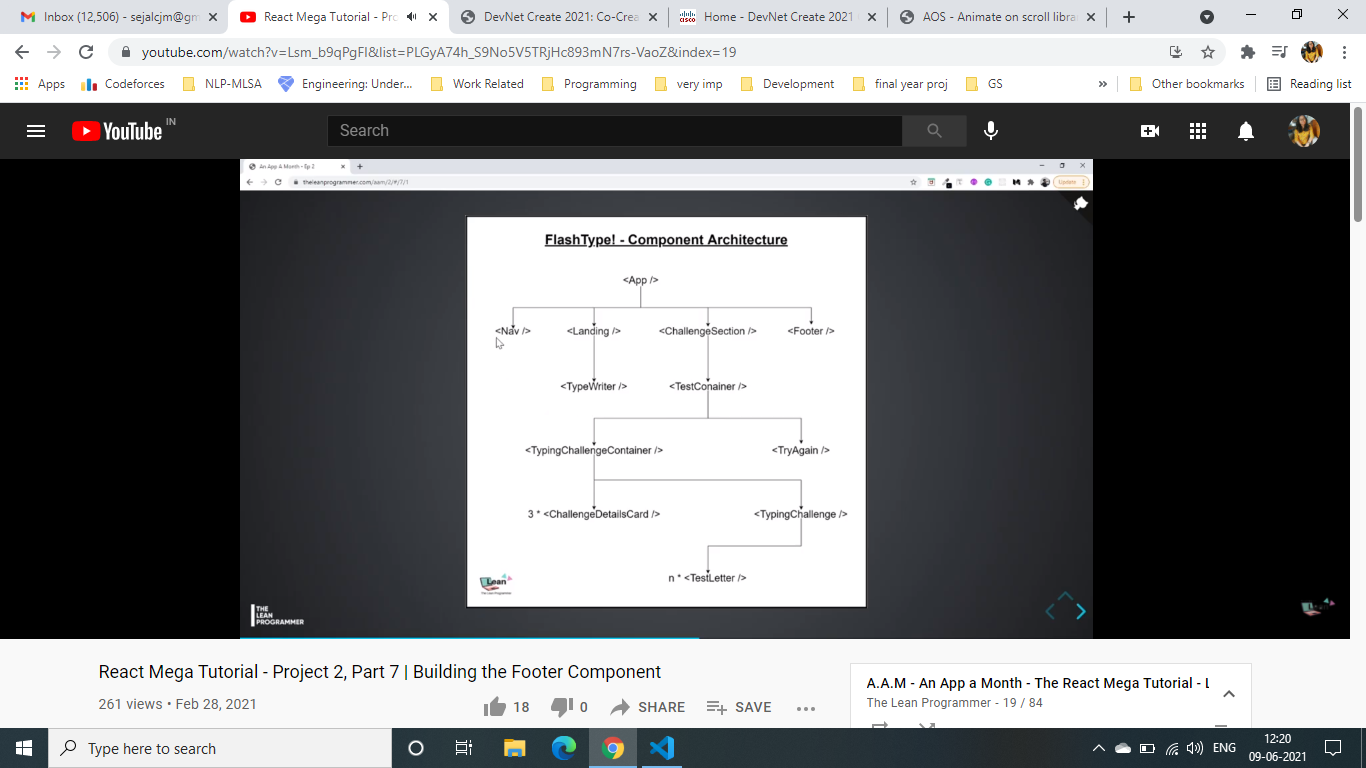 Inbox (12,506) - sejalcjm@gm
React Mega Tutorial - Pro
DevNet Create 2021: Co-Crea
Home - DevNet Create 2021
AOS - Animate on scroll libra
youtube.com/watch?v=Lsm_b9qPgFI&list=PLGyA74h_S9No5V5TRjHc893mN7rs-VaoZ&index=19
Apps
Codeforces
NLP-MLSA
Engineering: Under...
Work Related
Programming
very imp
Development
final year proj
GS
»
Other bookmarks
Reading list
YouTube IN
Search
An App A Month - Ep 2
theleanprogrammer.com/aam/2/#/7/1
Update
FlashType! - Component Architecture
<App />
<Nav />
<Landing />
<ChallengeSection />
<Footer />
<TypeWriter />
<TestConainer />
<TypingChallengeContainer />
<TryAgain />
3 * <ChallengeDetailsCard />
<TypingChallenge />
n * <TestLetter />
Lean
The Lean Programmer
THE
LEAN
PROGRAMMER
React Mega Tutorial - Project 2, Part 7 | Building the Footer Component
261 views • Feb 28, 2021
18
0
SHARE
SAVE
A.A.M - An App a Month - The React Mega Tutorial - L
The Lean Programmer - 19 / 84
Type here to search
ENG
12:20
09-06-2021